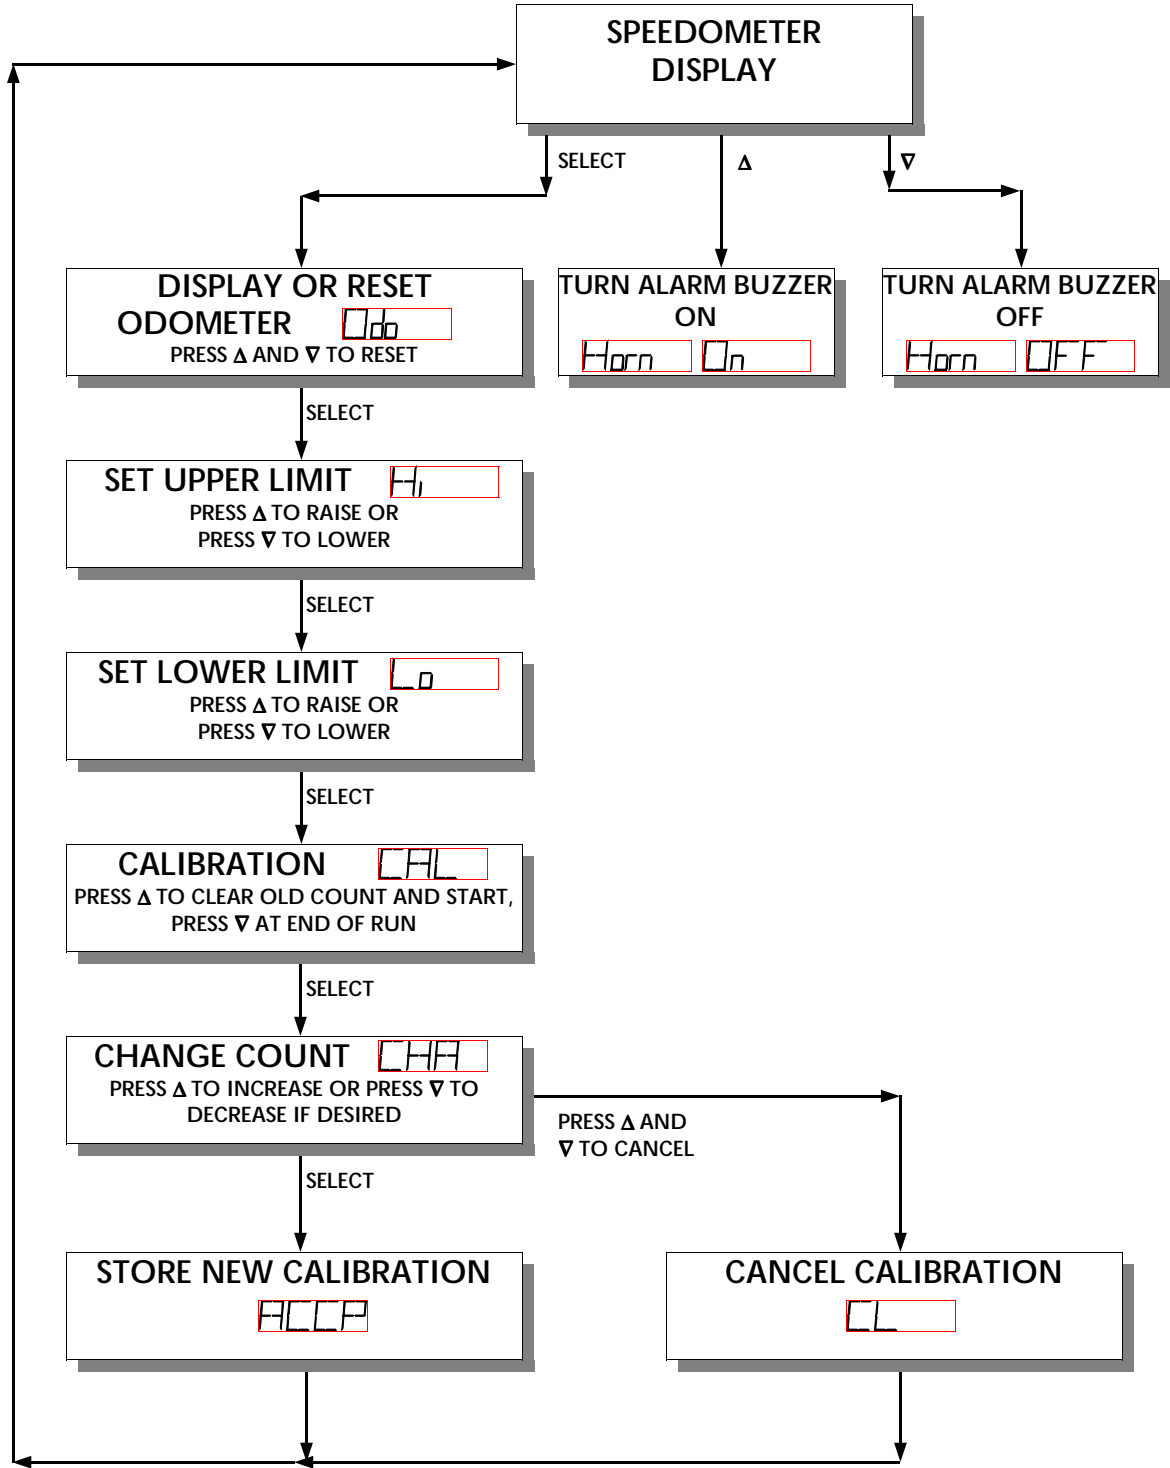 SPEEDOMETER
DISPLAY
SELECT
Δ
∇
DISPLAY OR RESET
ODOMETER Odo
PRESS Δ AND ∇ TO RESET
TURN ALARM BUZZER
ON
Horn On
TURN ALARM BUZZER
OFF
Horn OFF
SELECT
SET UPPER LIMIT Hi
PRESS Δ TO RAISE OR
PRESS ∇ TO LOWER
SELECT
SET LOWER LIMIT Lo
PRESS Δ TO RAISE OR
PRESS ∇ TO LOWER
SELECT
CALIBRATION CAL
PRESS Δ TO CLEAR OLD COUNT AND START,
PRESS ∇ AT END OF RUN
SELECT
CHANGE COUNT CHA
PRESS Δ TO INCREASE OR PRESS ∇ TO
DECREASE IF DESIRED
PRESS Δ AND
∇ TO CANCEL
SELECT
STORE NEW CALIBRATION
ACCP
CANCEL CALIBRATION
CL